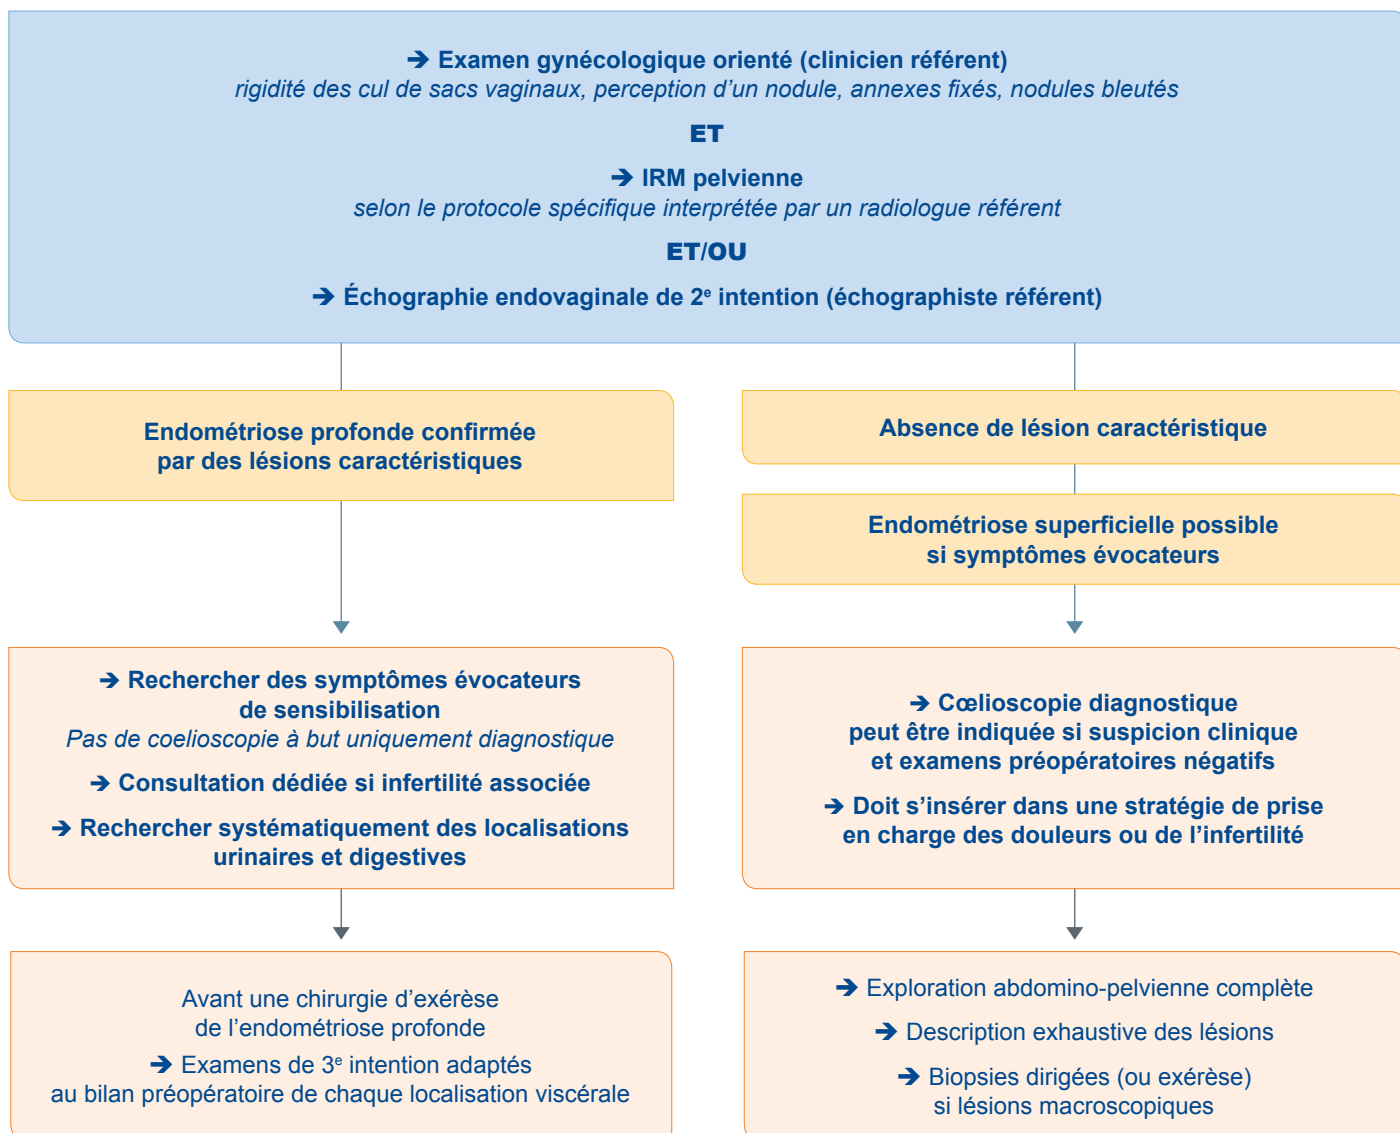 ➔ Examen gynécologique orienté (clinicien référent)
rigidité des cul de sacs vaginaux, perception d'un nodule, annexes fixés, nodules bleutés
ET
➔ IRM pelvienne
selon le protocole spécifique interprétée par un radiologue référent
ET/OU
➔ Échographie endovaginale de 2e intention (échographiste référent)
Endométriose profonde confirmée
par des lésions caractéristiques
Absence de lésion caractéristique
Endométriose superficielle possible
si symptômes évocateurs
➔ Rechercher des symptômes évocateurs
de sensibilisation
Pas de coelioscopie à but uniquement diagnostique
➔ Consultation dédiée si infertilité associée
➔ Rechercher systématiquement des localisations
urinaires et digestives
➔ Cœlioscopie diagnostique
peut être indiquée si suspicion clinique
et examens préopératoires négatifs
➔ Doit s'insérer dans une stratégie de prise
en charge des douleurs ou de l'infertilité
Avant une chirurgie d'exérèse
de l'endométriose profonde
➔ Examens de 3e intention adaptés
au bilan préopératoire de chaque localisation viscérale
➔ Exploration abdomino-pelvienne complète
➔ Description exhaustive des lésions
➔ Biopsies dirigées (ou exérèse)
si lésions macroscopiques